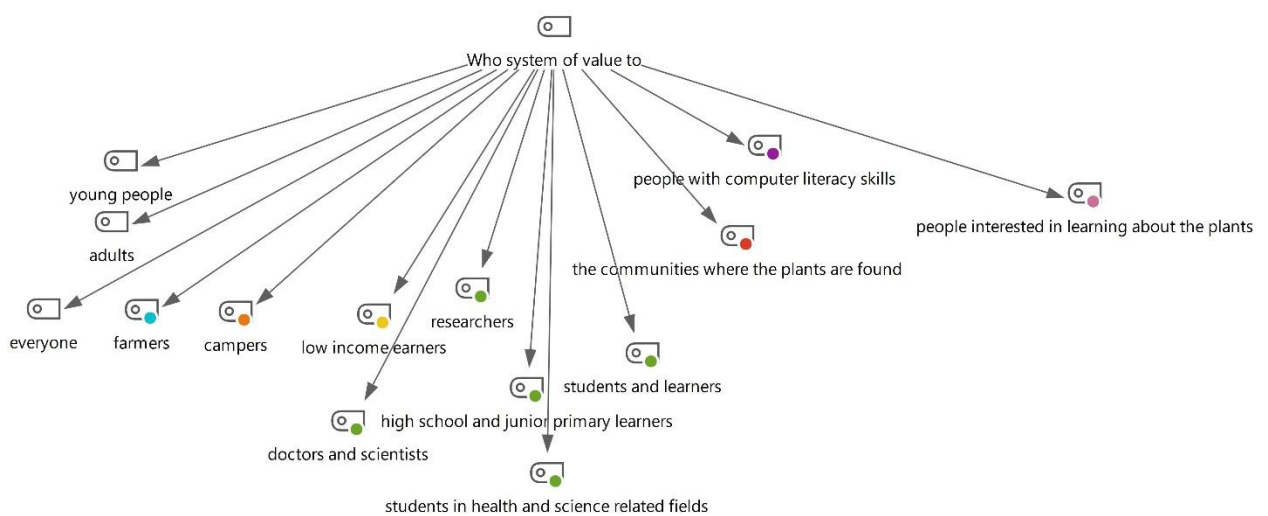 Who system of value to
people with computer literacy skills
young people
people interested in learning about the plants
adults
the communities where the plants are found
researchers
everyone
farmers
campers
low income earners
students and learners
high school and junior primary learners
doctors and scientists
students in health and science related fields